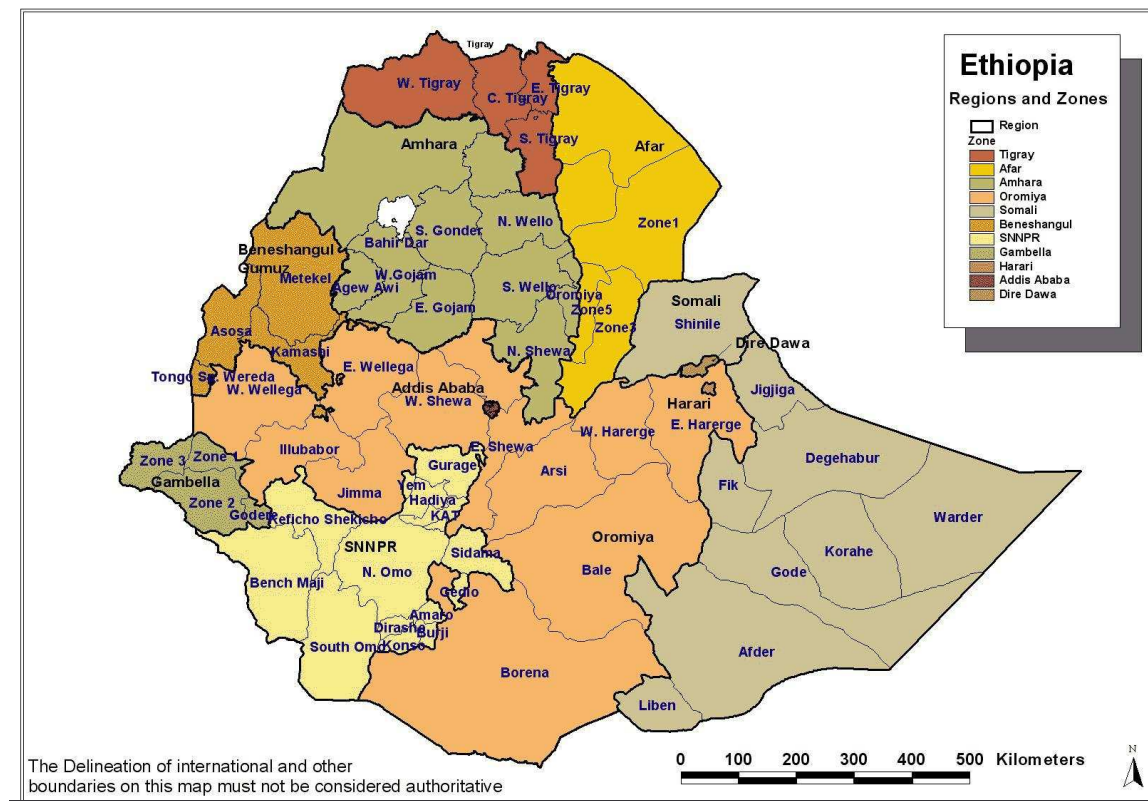 Tigray
W. Tigray
C. Tigray
E. Tigray
S. Tigray
Amhara
Afar
N. Wello
Zone1
S. Gonder
Bahir Dar
Beneshangul
Gumuz
Metekel
W.Gojam
Agew Awi
S. Wello
Oromiya
E. Gojam
Zone5
Zone3
Somali
Shinile
Asosa
Kamashi
N. Shewa
Dire Dawa
E. Wellega
Tongo Sp. Wereda
W. Wellega
Addis Ababa
W. Shewa
Jigjiga
Harari
E. Harerge
W. Harerge
E. Shewa
Illubabor
Arsi
Gurage
Degehabur
Zone 3
Zone 1
Gambella
Zone 2
Godere
Jimma
Yem
Hadiya
KAT
Fik
Keficho Shekicho
Warder
SNNPR
Sidama
Oromiya
Korahe
Bench Maji
N. Omo
Bale
Gode
Gedio
Amaro
Dirashe
Burji
South Omo
Konso
Afder
Borena
Liben
Ethiopia
Regions and Zones
Region
Zone
Tigray
Afar
Amhara
Oromiya
Somali
Beneshangul
SNNPR
Gambella
Harari
Addis Ababa
Dire Dawa
The Delineation of international and other
boundaries on this map must not be considered authoritative
0 100 200 300 400 500 Kilometers
N